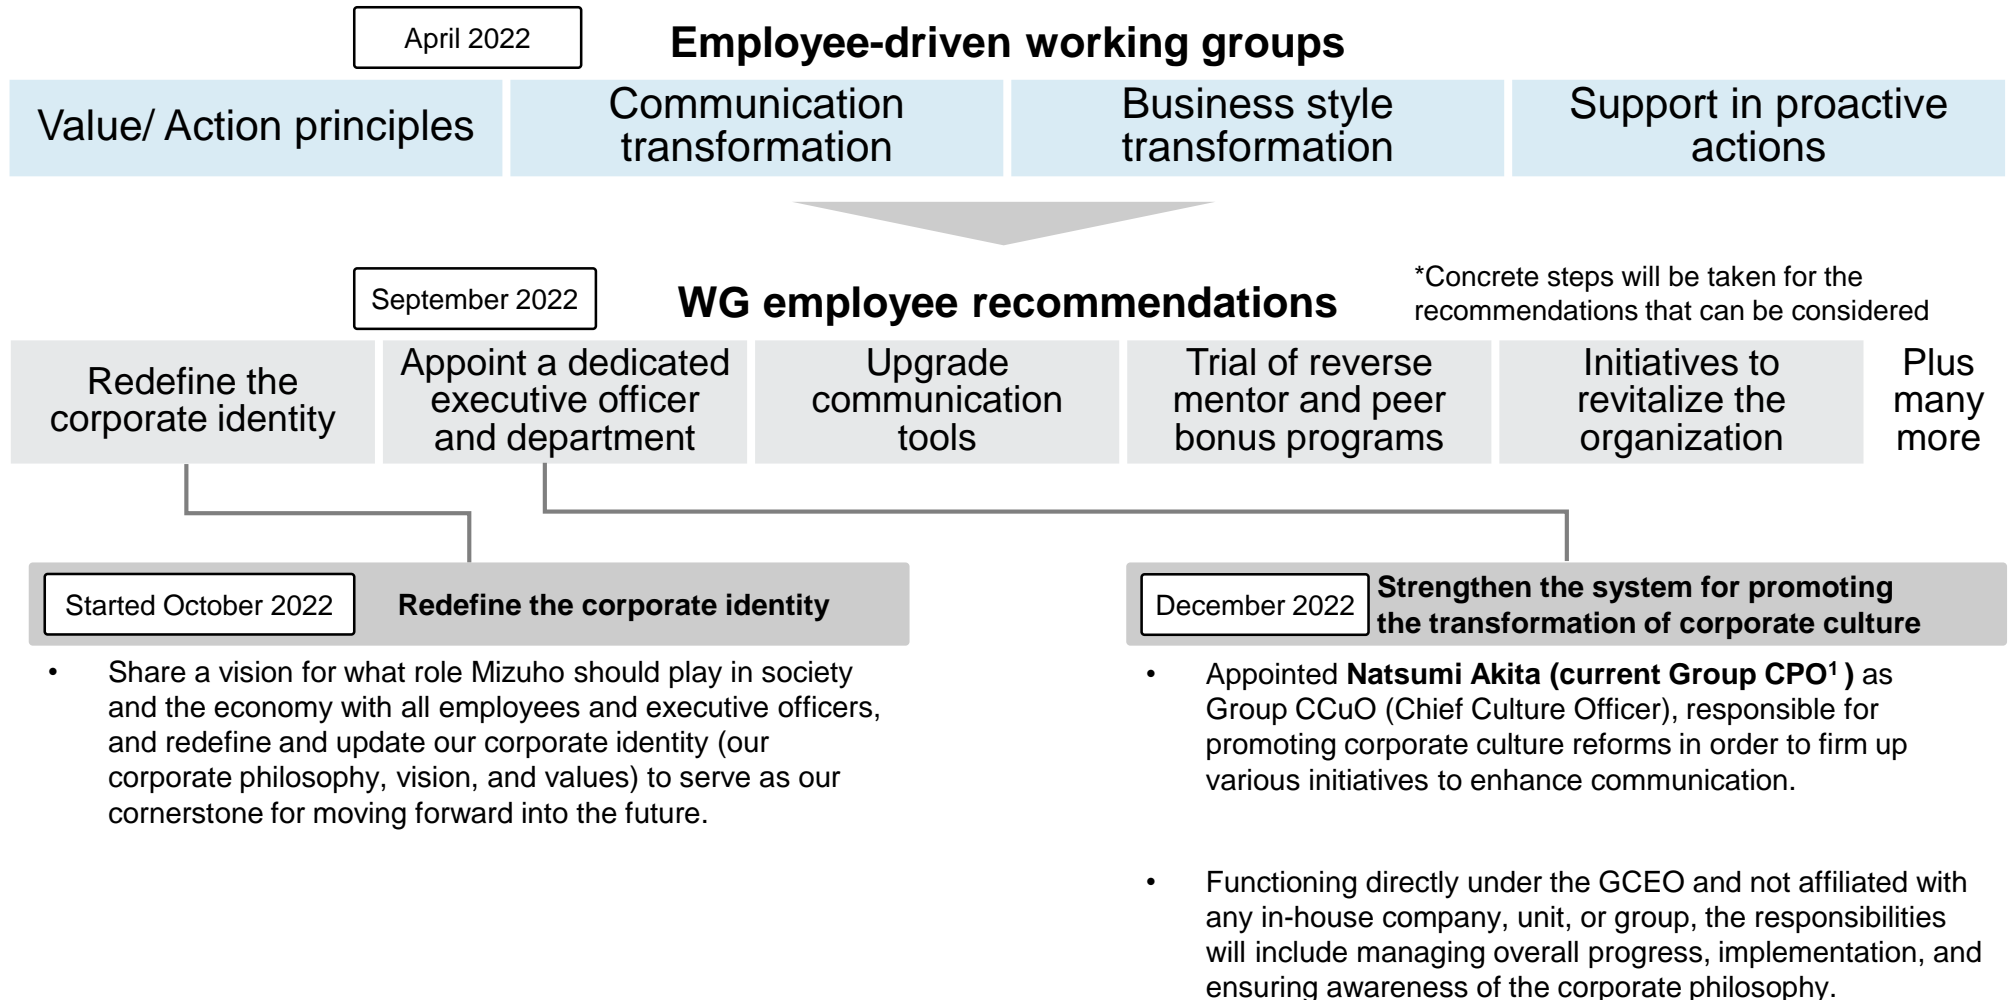 April 2022
Employee-driven working groups
Value/ Action principles
Communication
transformation
Business style
transformation
Support in proactive
actions
September 2022
WG employee recommendations
*Concrete steps will be taken for the
recommendations that can be considered
Redefine the
corporate identity
Appoint a dedicated
executive officer
and department
Upgrade
communication
tools
Trial of reverse
mentor and peer
bonus programs
Initiatives to
revitalize the
organization
Plus
many
more
Started October 2022
Redefine the corporate identity
• Share a vision for what role Mizuho should play in society
and the economy with all employees and executive officers,
and redefine and update our corporate identity (our
corporate philosophy, vision, and values) to serve as our
cornerstone for moving forward into the future.
December 2022
Strengthen the system for promoting
the transformation of corporate culture
• Appointed Natsumi Akita (current Group CPO¹ ) as
Group CCuO (Chief Culture Officer), responsible for
promoting corporate culture reforms in order to firm up
various initiatives to enhance communication.
• Functioning directly under the GCEO and not affiliated with
any in-house company, unit, or group, the responsibilities
will include managing overall progress, implementation, and
ensuring awareness of the corporate philosophy.